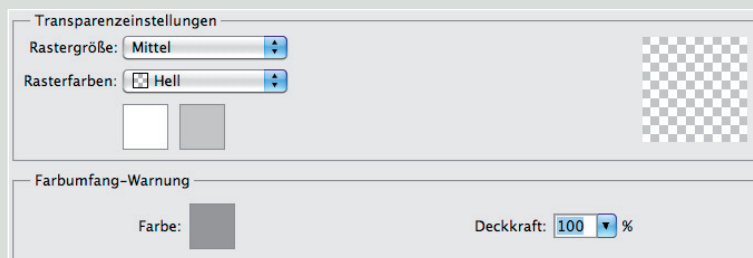 Transparenzeinstellungen
Rastergröße: Mittel
Rasterfarben: Hell
Farbumfang-Warnung
Farbe: Deckkraft: 100 %